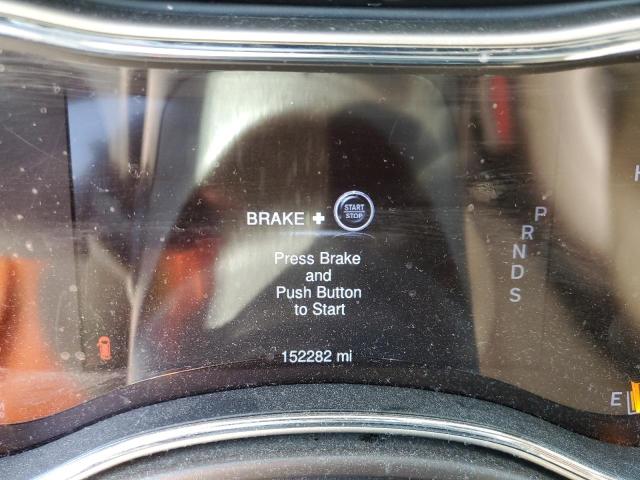 BRAKE + START STOP
Press Brake
and
Push Button
to Start
152282 mi
P
R
N
D
S
H
E